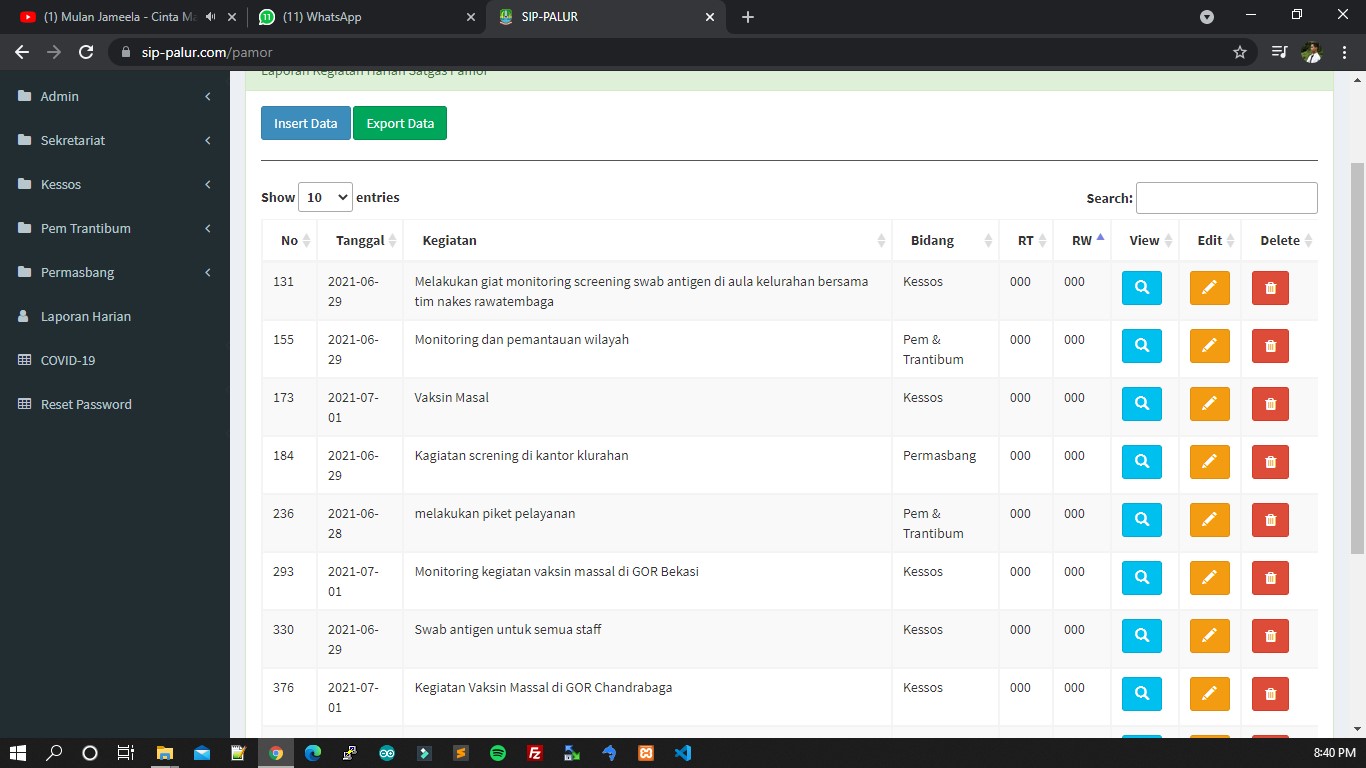 (1) Mulan Jameela - Cinta Ma
(11) WhatsApp
SIP-PALUR
sip-palur.com/pamor
Admin
Sekretariat
Kessos
Pem Trantibum
Permasbang
Laporan Harian
COVID-19
Reset Password
Laporan Kegiatan Harian Satgas Pamor
Insert Data Export Data
Show 10 entries
Search:
No Tanggal Kegiatan Bidang RT RW View Edit Delete
131 2021-06- Melakukan giat monitoring screening swab antigen di aula kelurahan bersama Kessos 000 000
29 tim nakes rawatembaga
155 2021-06- Monitoring dan pemantauan wilayah Pem & 000 000
29 Trantibum
173 2021-07- Vaksin Masal Kessos 000 000
01
184 2021-06- Kagiatan screning di kantor klurahan Permasbang 000 000
29
236 2021-06- melakukan piket pelayanan Pem & 000 000
28 Trantibum
293 2021-07- Monitoring kegiatan vaksin massal di GOR Bekasi Kessos 000 000
01
330 2021-06- Swab antigen untuk semua staff Kessos 000 000
29
376 2021-07- Kegiatan Vaksin Massal di GOR Chandrabaga Kessos 000 000
01
8:40 PM